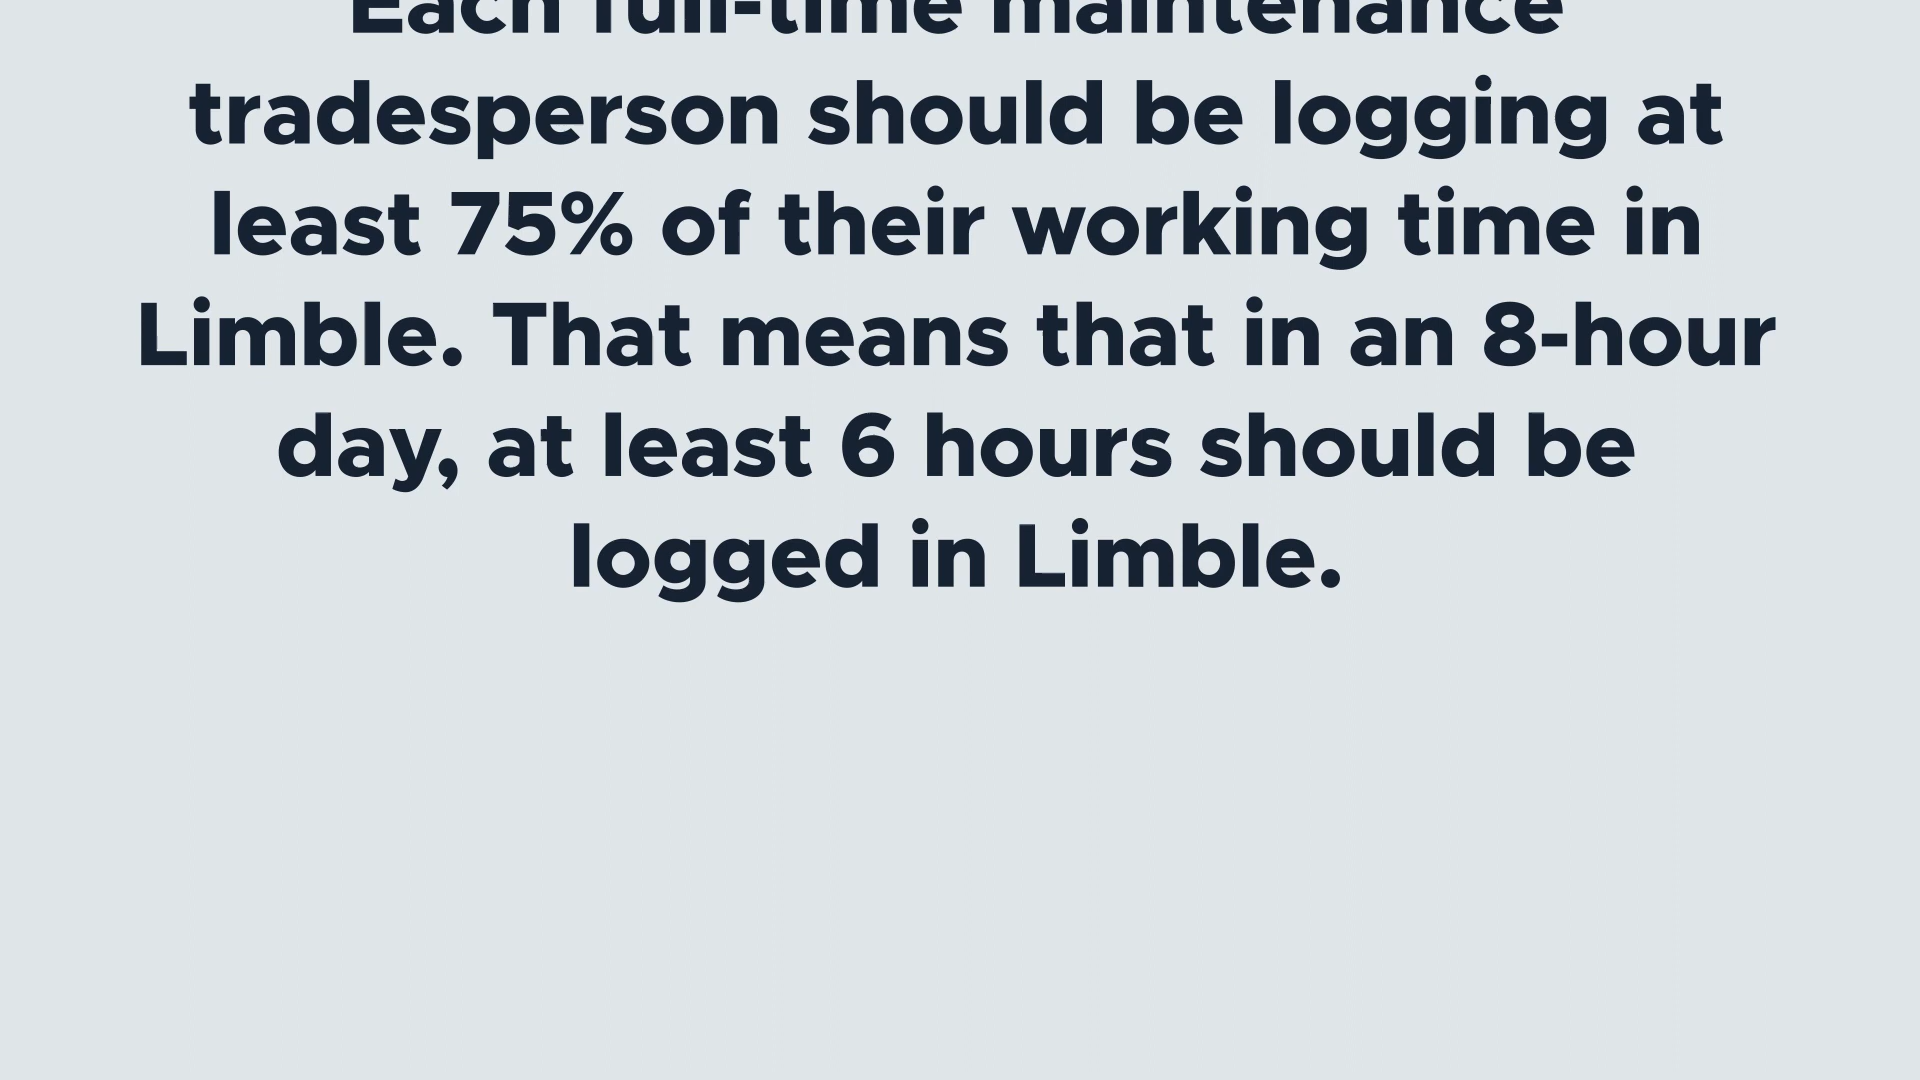 Each full-time maintenance
tradesperson should be logging at
least 75% of their working time in
Limble. That means that in an 8-hour
day, at least 6 hours should be
logged in Limble.